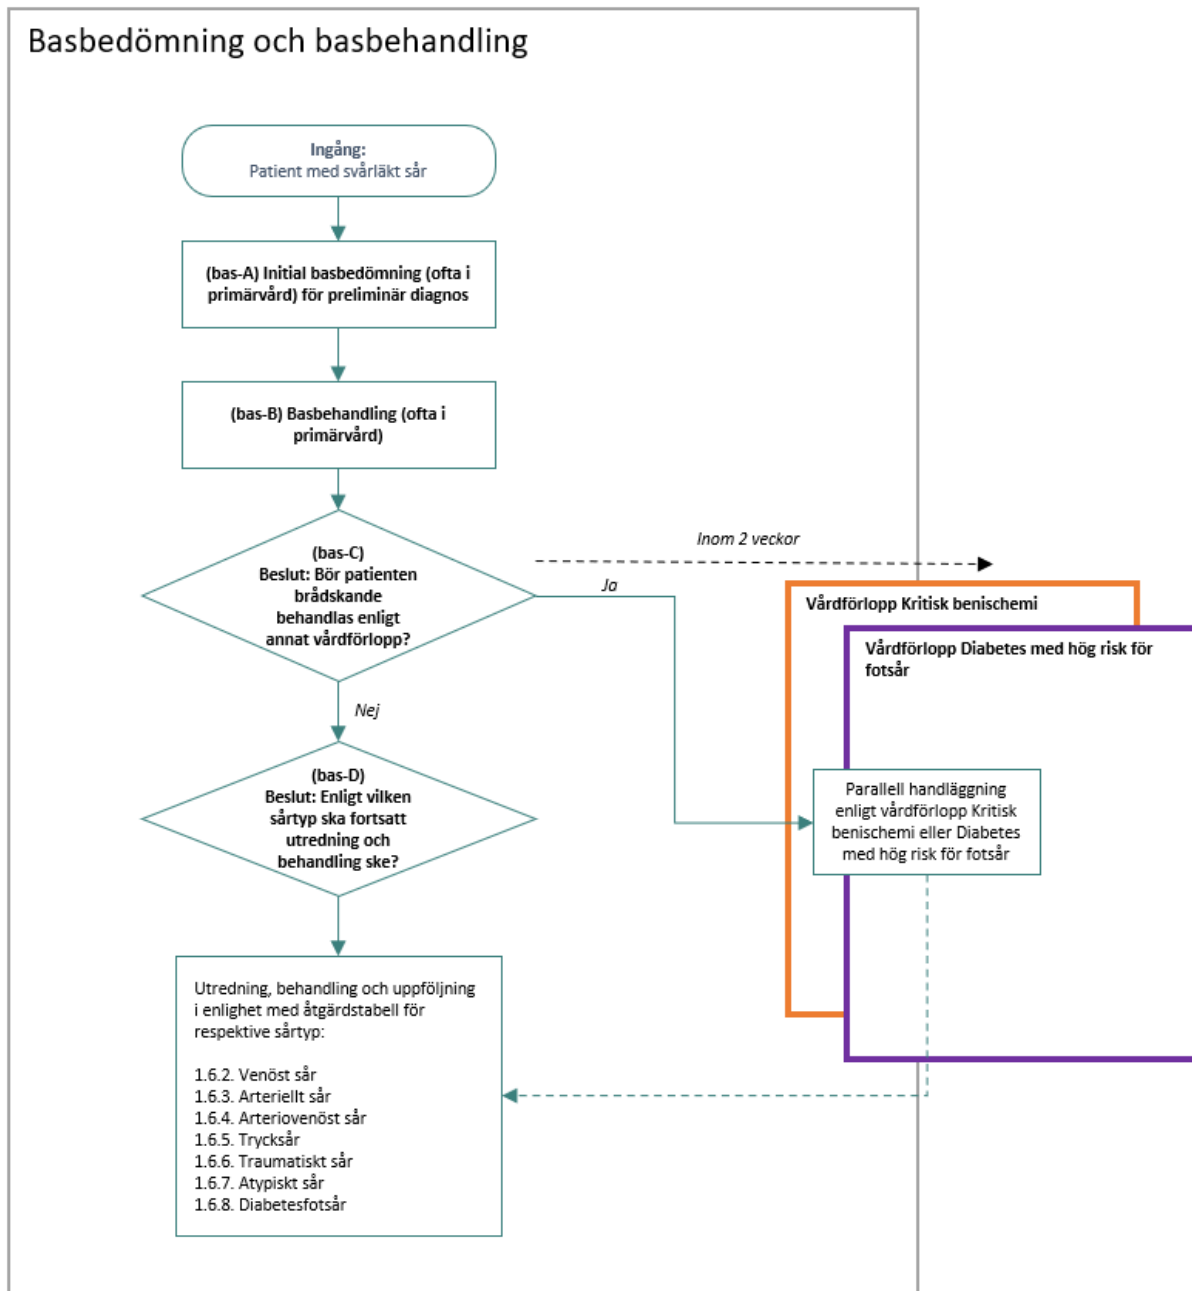 Basbedömning och basbehandling
Ingång:
Patient med svårläkt sår
(bas-A) Initial basbedömning (ofta i
primärvård) för preliminär diagnos
(bas-B) Basbehandling (ofta i
primärvård)
(bas-C)
Beslut: Bör patienten
brådskande
behandlas enligt
annat vårdförlopp?
Inom 2 veckor
Ja
Vårdförlopp Kritisk benischemi
Vårdförlopp Diabetes med hög risk för
fotsår
Nej
(bas-D)
Beslut: Enligt vilken
sårtyp ska fortsatt
utredning och
behandling ske?
Parallell handläggning
enligt vårdförlopp Kritisk
benischemi eller Diabetes
med hög risk för fotsår
Utredning, behandling och uppföljning
i enlighet med åtgärdstabell för
respektive sårtyp:
1.6.2. Venöst sår
1.6.3. Arteriellt sår
1.6.4. Arteriovenöst sår
1.6.5. Trycksår
1.6.6. Traumatiskt sår
1.6.7. Atypiskt sår
1.6.8. Diabetesfotsår